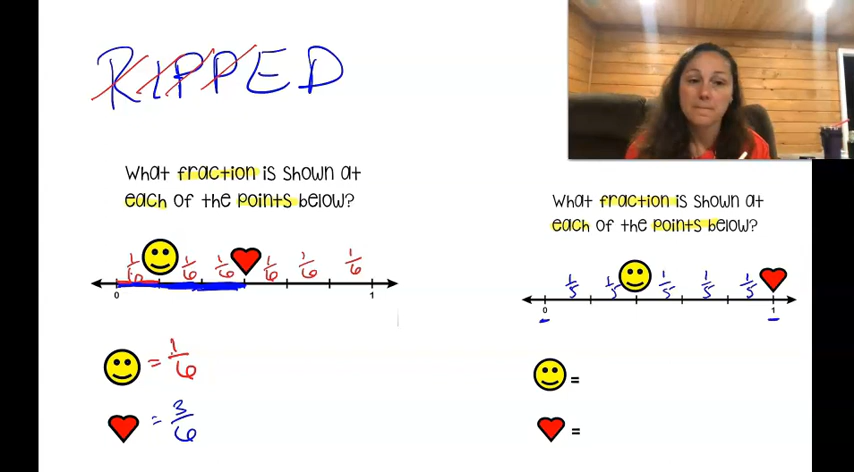 RIPPED
What fraction is shown at
each of the points below?
1/6 1/6 1/6 1/6 1/6 1/6
0 1
= 1/6
= 3/6
What fraction is shown at
each of the points below?
1/5 1/5 1/5 1/5 1/5
0 1
=
=